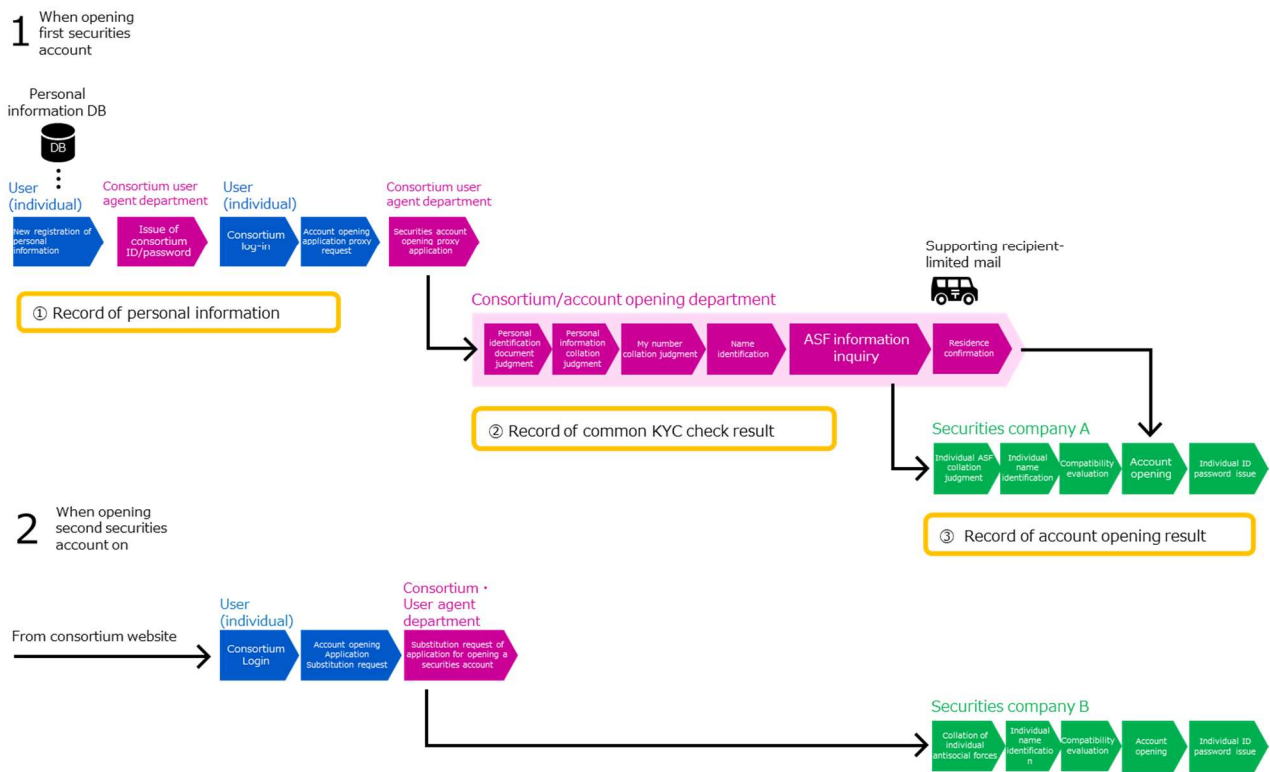 1
When opening
first securities
account
Personal
information DB
DB
User
(individual)
Consortium user
agent department
User
(individual)
Consortium user
agent department
New registration of
personal
information
Issue of
consortium
ID/password
Consortium
log-in
Account opening
application proxy
request
Securities account
opening proxy
application
① Record of personal information
Supporting recipient-
limited mail
Consortium/account opening department
Personal
identification
document
judgment
Personal
information
collation
judgment
My number
collation judgment
Name
identification
ASF information
inquiry
Residence
confirmation
② Record of common KYC check result
Securities company A
Individual ASF
collation
judgment
Individual
name
identification
Compatibility
evaluation
Account
opening
Individual ID
password issue
③ Record of account opening result
2
When opening
second securities
account on
From consortium website
User
(individual)
Consortium・
User agent
department
Consortium
Login
Account opening
Application
Substitution request
Substitution request of
application for opening a
securities account
Securities company B
Collation of
individual
antisocial forces
Individual
name
identificatio
n
Compatibility
evaluation
Account
opening
Individual ID
password issue